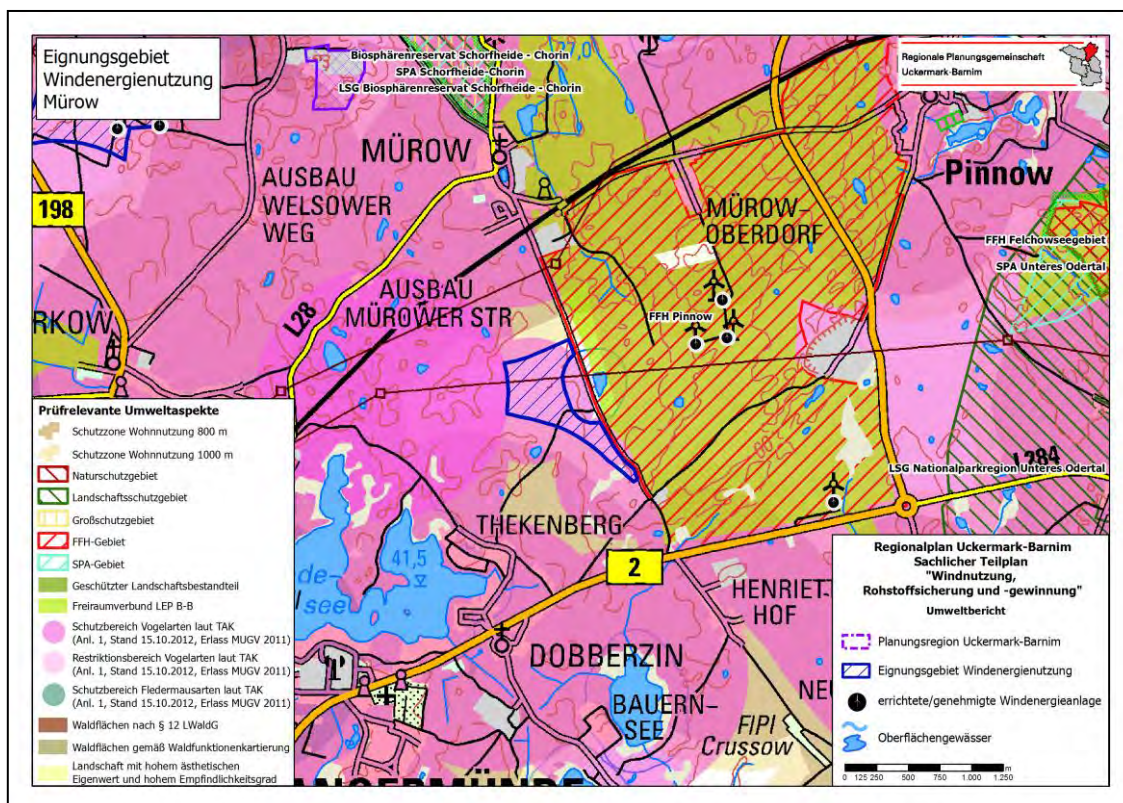 Eignungsgebiet
Windenergienutzung
Mürow
Biosphärenreservat Schorfheide - Chorin
SPA Schorfheide-Chorin
LSG Biosphärenreservat Schorfheide - Chorin
Regionale Planungsgemeinschaft
Uckermark-Barnim
MÜROW
Pinnow
AUSBAU
WELSOWER
WEG
198
MÜROW-
OBERDORF
FFH Felchowseegebiet
SPA Unteres Odertal
AUSBAU
MÜROWER STR
L28
RKOW
FFH Pinnow
LSG Nationalparkregion Unteres Odertal
L284
THEKENBERG
41,5
2
HENRIET-
HOF
DOBBERZIN
BAUERN-
SEE
NEU
FIPI
Crussow
ANGERMÜNDE
Prüfrelevante Umweltaspekte
Schutzzone Wohnnutzung 800 m
Schutzzone Wohnnutzung 1000 m
Naturschutzgebiet
Landschaftsschutzgebiet
Großschutzgebiet
FFH-Gebiet
SPA-Gebiet
Geschützter Landschaftsbestandteil
Freiraumverbund LEP B-B
Schutzbereich Vogelarten laut TAK
(Anl. 1, Stand 15.10.2012, Erlass MUGV 2011)
Restriktionsbereich Vogelarten laut TAK
(Anl. 1, Stand 15.10.2012, Erlass MUGV 2011)
Schutzbereich Fledermausarten laut TAK
(Anl. 1, Stand 15.10.2012, Erlass MUGV 2011)
Waldflächen nach § 12 LWaldG
Waldflächen gemäß Waldfunktionenkartierung
Landschaft mit hohem ästhetischen
Eigenwert und hohem Empfindlichkeitsgrad
Regionalplan Uckermark-Barnim
Sachlicher Teilplan
"Windnutzung,
Rohstoffsicherung und -gewinnung"
Umweltbericht
Planungsregion Uckermark-Barnim
Eignungsgebiet Windenergienutzung
errichtete/genehmigte Windenergieanlage
Oberflächengewässer
m
0 125 250 500 750 1.000 1.250